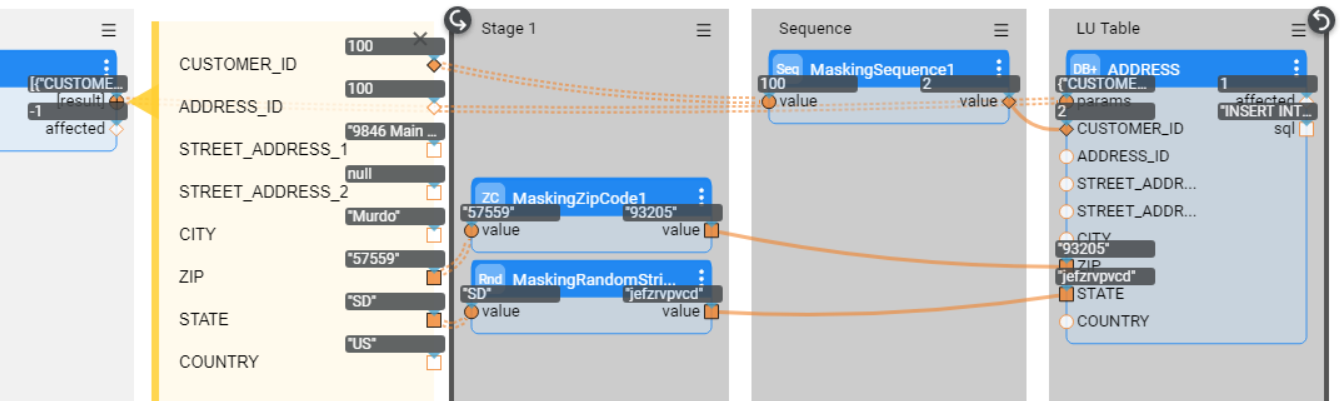 [{"CUSTOME...
[result]
-1
affected
100
CUSTOMER_ID
100
ADDRESS_ID
"9846 Main ...
STREET_ADDRESS_1
null
STREET_ADDRESS_2
"Murdo"
CITY
"57559"
ZIP
"SD"
STATE
"US"
COUNTRY
Stage 1
ZC MaskingZipCode1
"57559" "93205"
value value
Rnd MaskingRandomStri...
"SD" "jefzrvpvcd"
value value
Sequence
Seq MaskingSequence1
100 2
value value
LU Table
DB+ ADDRESS
{"CUSTOME... 1
params affected
2 "INSERT INT...
CUSTOMER_ID sql
ADDRESS_ID
STREET_ADDR...
STREET_ADDR...
CITY
"93205"
ZIP
"jefzrvpvcd"
STATE
COUNTRY